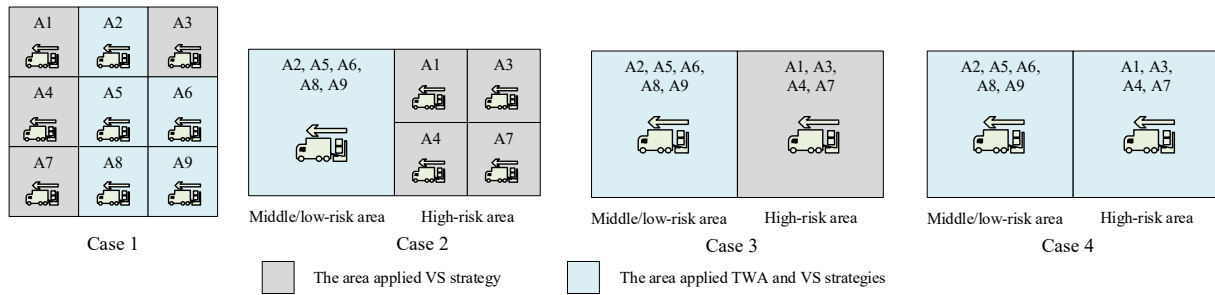 A1 A2 A3
A4 A5 A6
A7 A8 A9
Case 1
A2, A5, A6,
A8, A9
A1 A3
A4 A7
Middle/low-risk area High-risk area
Case 2
A2, A5, A6,
A8, A9
A1, A3,
A4, A7
Middle/low-risk area High-risk area
Case 3
A2, A5, A6,
A8, A9
A1, A3,
A4, A7
Middle/low-risk area High-risk area
Case 4
The area applied VS strategy
The area applied TWA and VS strategies